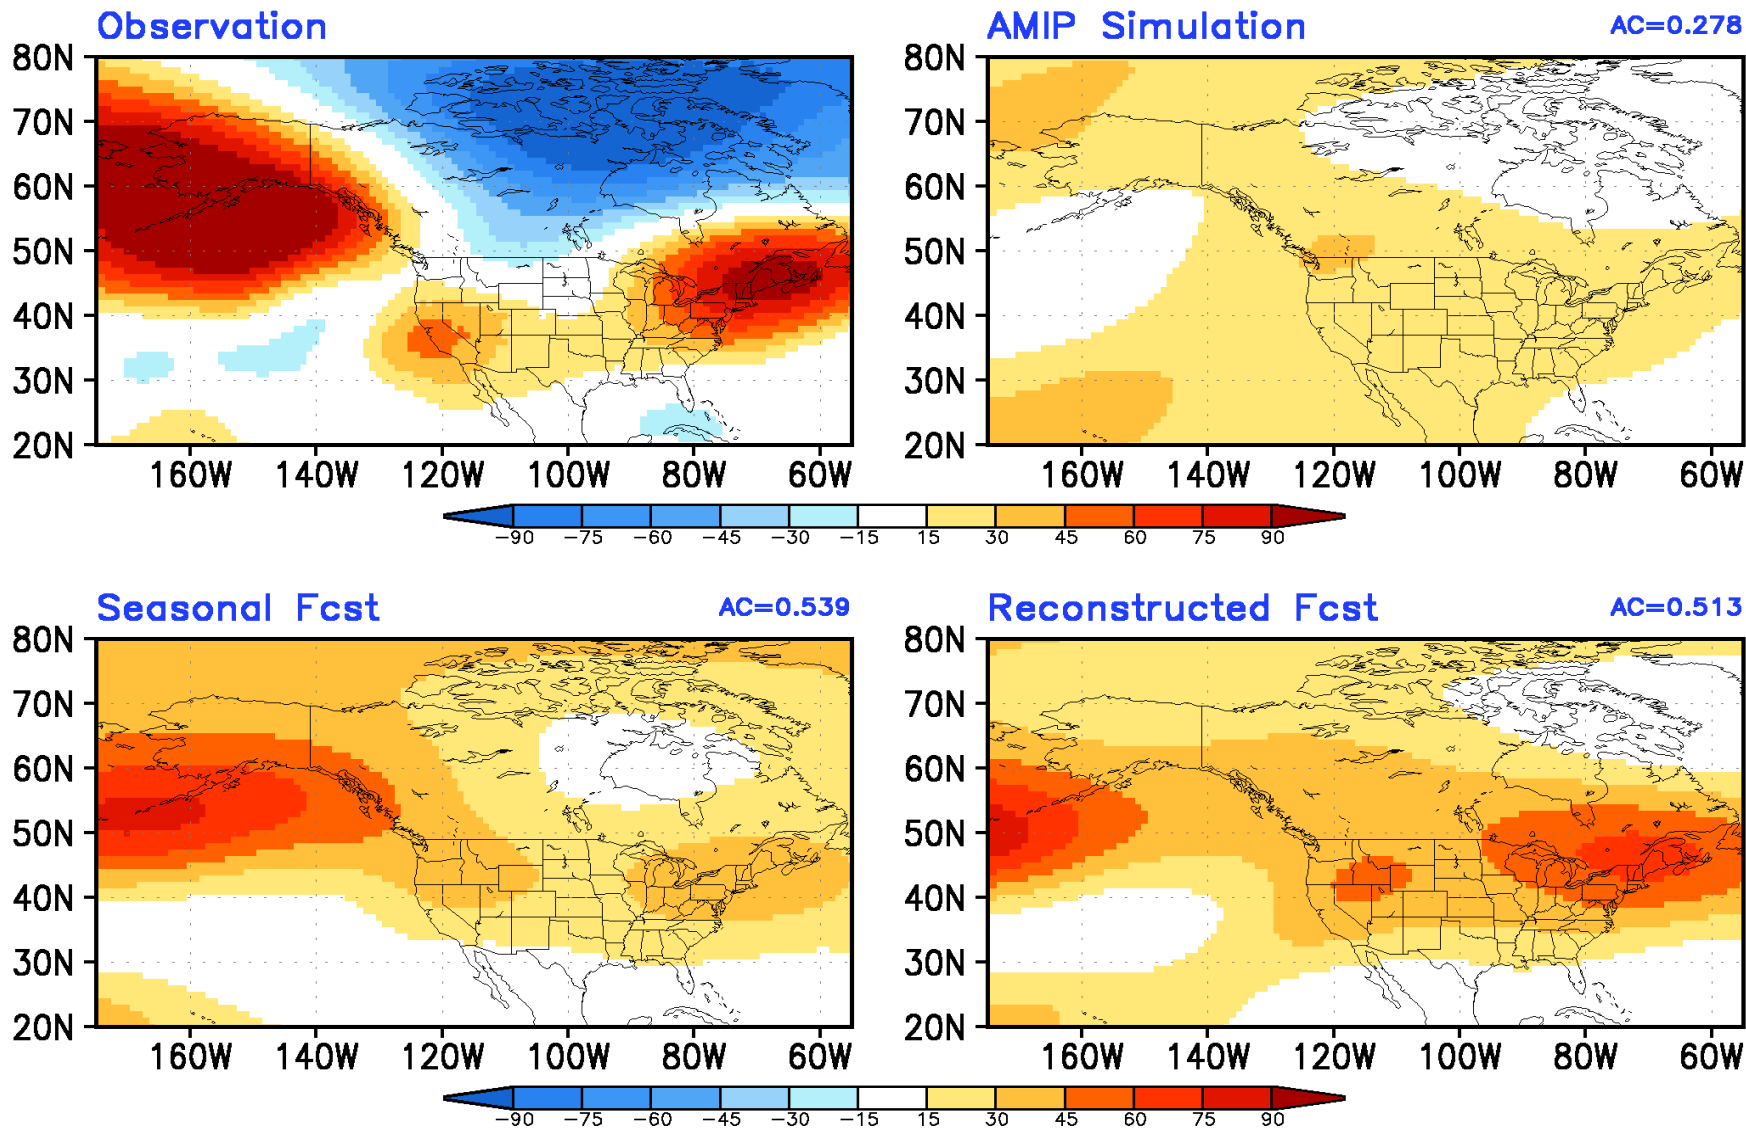 Observation
AMIP Simulation AC=0.278
80N
70N
60N
50N
40N
30N
20N
160W 140W 120W 100W 80W 60W
80N
70N
60N
50N
40N
30N
20N
160W 140W 120W 100W 80W 60W
−90 −75 −60 −45 −30 −15 15 30 45 60 75 90
Seasonal Fcst AC=0.539
Reconstructed Fcst AC=0.513
80N
70N
60N
50N
40N
30N
20N
160W 140W 120W 100W 80W 60W
80N
70N
60N
50N
40N
30N
20N
160W 140W 120W 100W 80W 60W
−90 −75 −60 −45 −30 −15 15 30 45 60 75 90